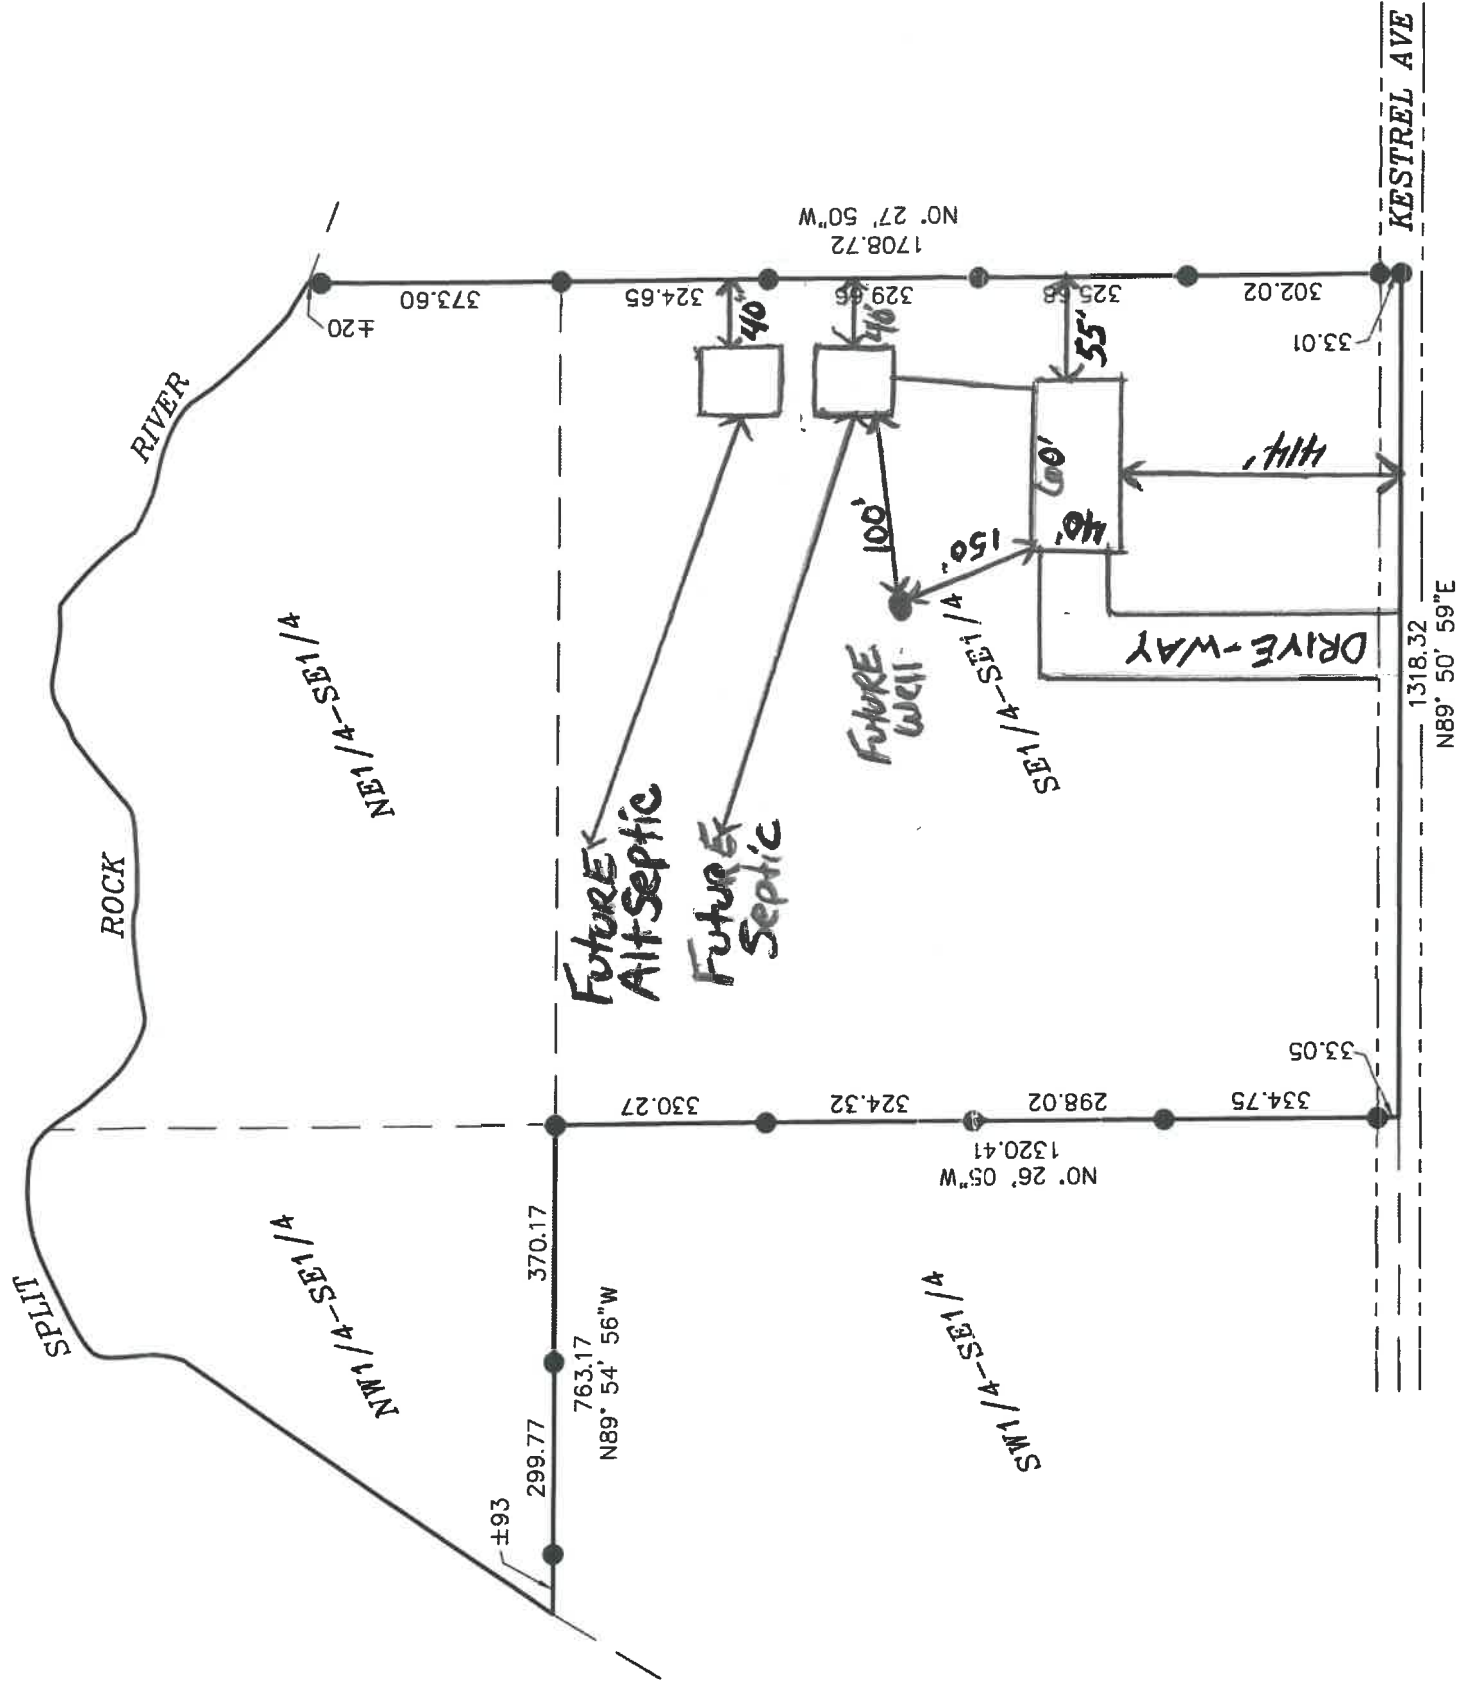 SPLIT
ROCK
RIVER
NW1/4-SE1/4
NE1/4-SE1/4
SW1/4-SE1/4
SE1/4-SE1/4
±93
299.77
370.17
763.17
N89° 54' 56"W
330.27
324.32
298.02
334.75
1320.41
N0° 26' 05"W
33.05
±20
373.60
324.65
329.66
325.68
302.02
1708.72
N0° 27' 50"W
33.01
FUTURE
Alt Septic
FUTURE
Septic
FUTURE
well
40'
40'
55'
100'
150'
60'
40'
414'
DRIVE-WAY
1318.32
N89° 50' 59"E
KESTREL AVE